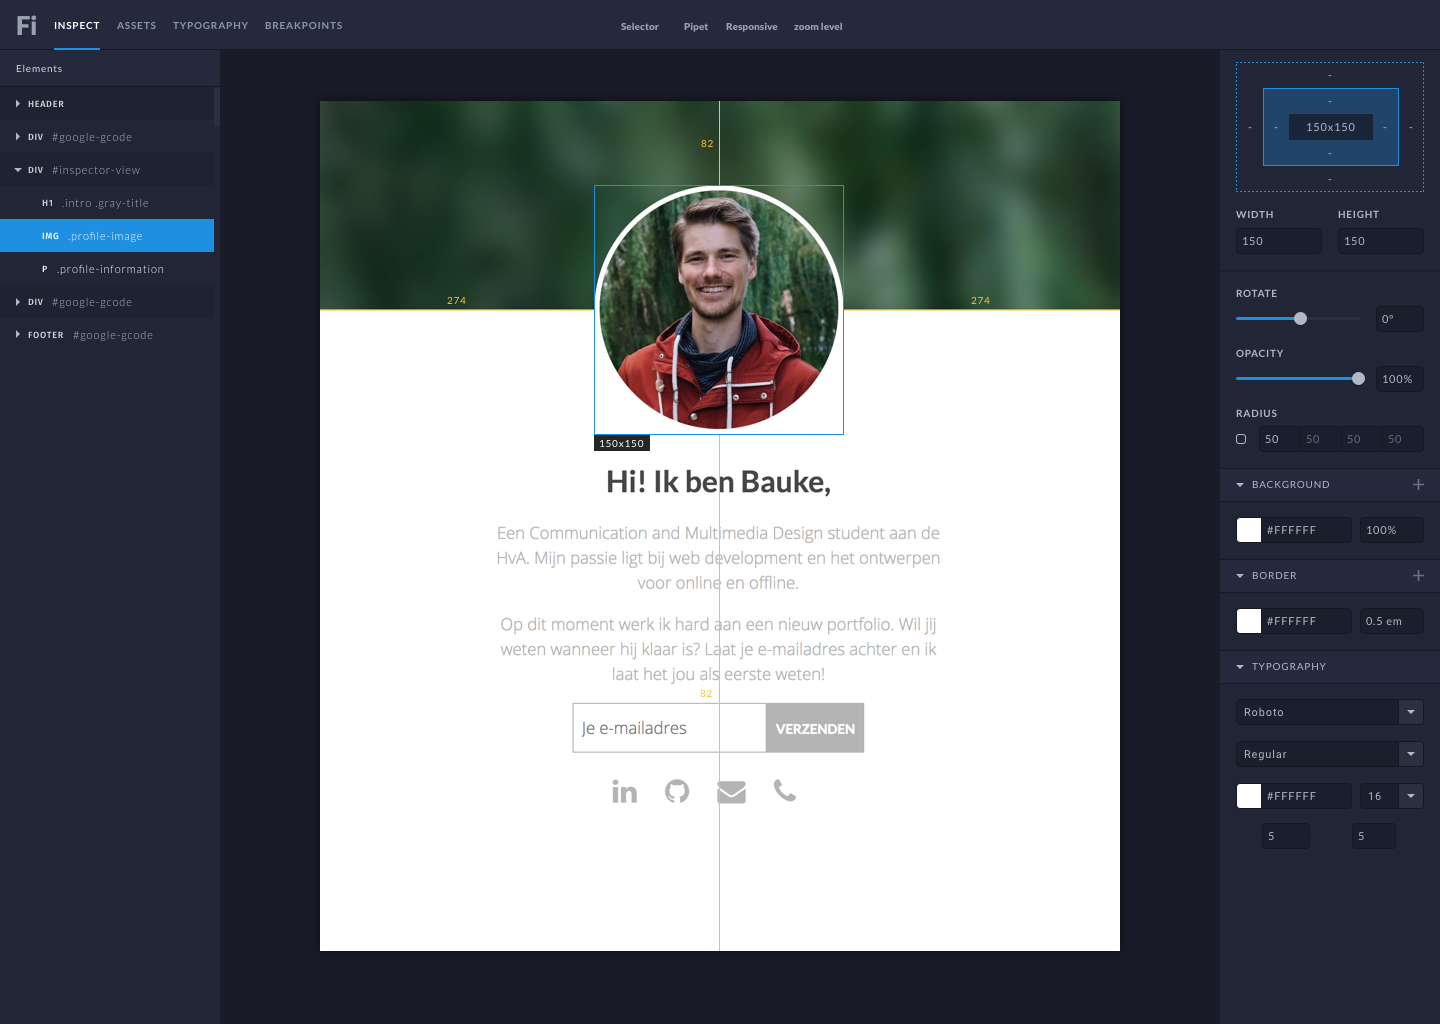 Fi INSPECT ASSETS TYPOGRAPHY BREAKPOINTS Selector Pipet Responsive zoom level
Elements
HEADER
DIV #google-gcode
DIV #inspector-view
H1 .intro .gray-title
IMG .profile-image
P .profile-information
DIV #google-gcode
FOOTER #google-gcode
82
274
274
150x150
Hi! Ik ben Bauke,
Een Communication and Multimedia Design student aan de
HvA. Mijn passie ligt bij web development en het ontwerpen
voor online en offline.
Op dit moment werk ik hard aan een nieuw portfolio. Wil jij
weten wanneer hij klaar is? Laat je e-mailadres achter en ik
laat het jou als eerste weten!
82
Je e-mailadres VERZENDEN
in
-
-
- - 150x150 - -
-
-
WIDTH HEIGHT
150 150
ROTATE
0°
OPACITY
100%
RADIUS
50 50 50 50
BACKGROUND
#FFFFFF 100%
BORDER
#FFFFFF 0.5 em
TYPOGRAPHY
Roboto
Regular
#FFFFFF 16
5 5